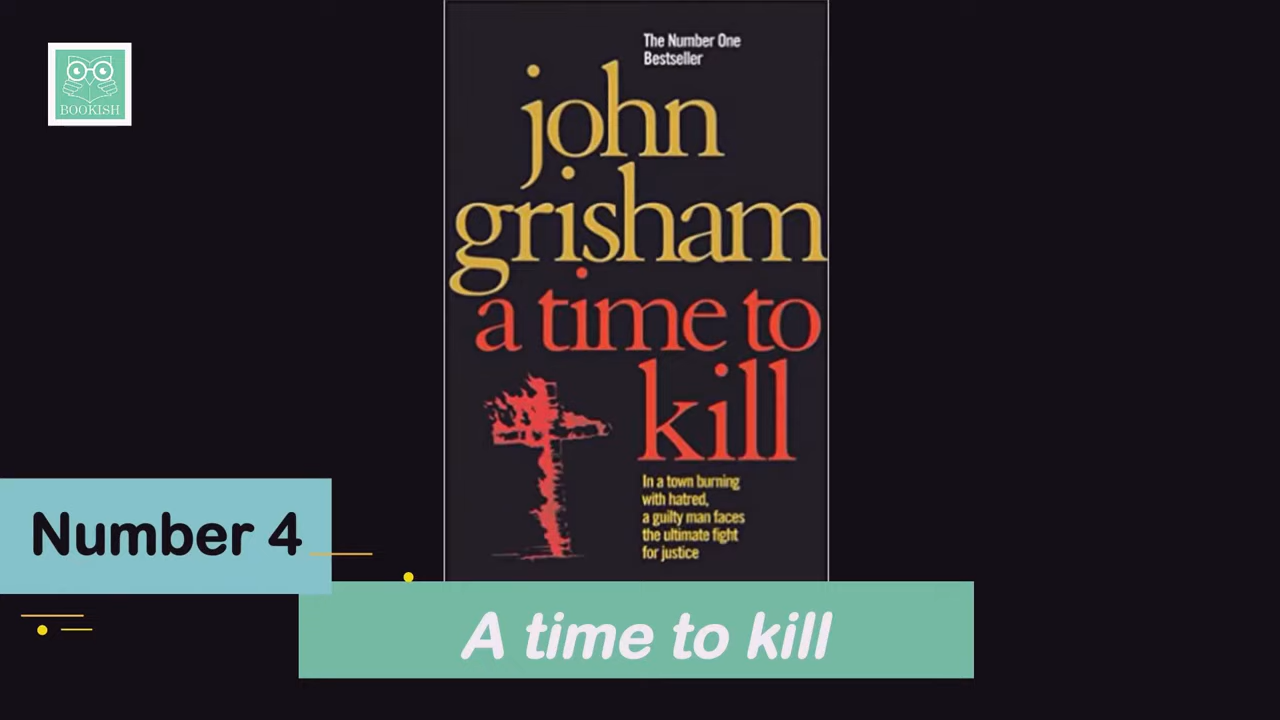 BOOKISH
The Number One
Bestseller
john
grisham
a time to
kill
In a town burning
with hatred,
a guilty man faces
the ultimate fight
for justice
Number 4
A time to kill